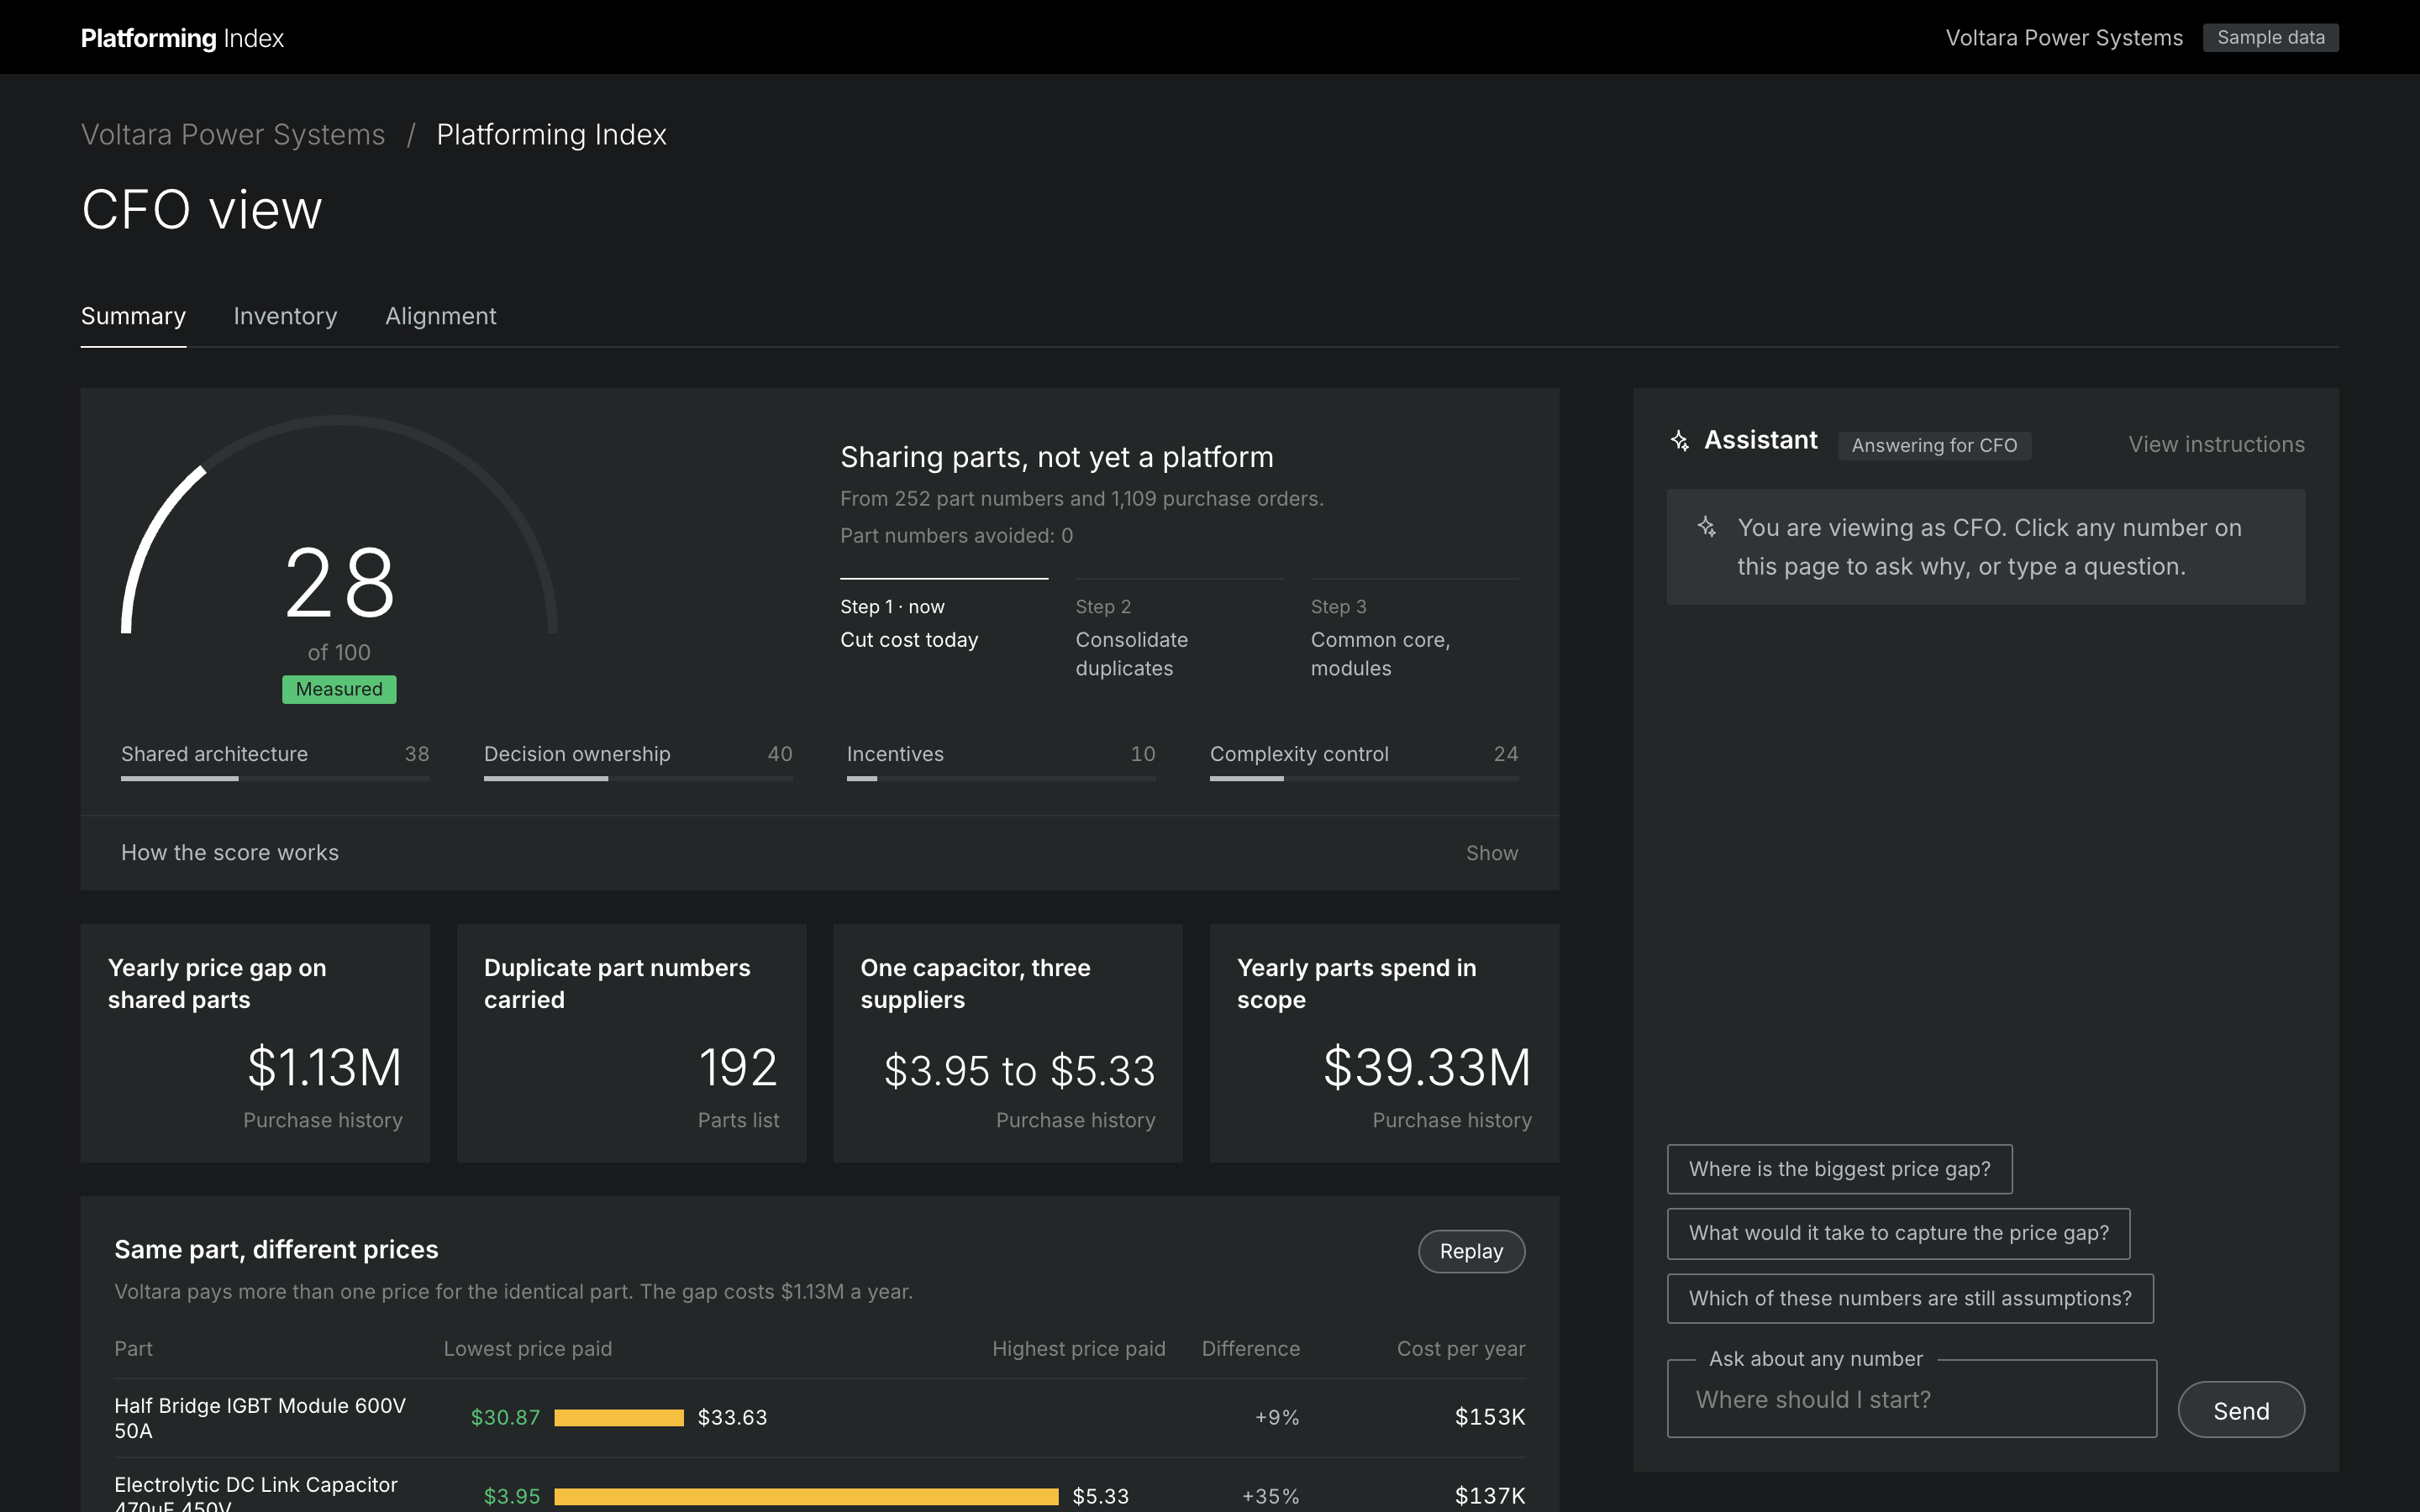 Platforming Index
Voltara Power Systems
Sample data
Voltara Power Systems / Platforming Index
CFO view
Summary
Inventory
Alignment
28
of 100
Measured
Sharing parts, not yet a platform
From 252 part numbers and 1,109 purchase orders.
Part numbers avoided: 0
Step 1 · now
Cut cost today
Step 2
Consolidate
duplicates
Step 3
Common core,
modules
Shared architecture 38
Decision ownership 40
Incentives 10
Complexity control 24
How the score works
Show
Yearly price gap on
shared parts
$1.13M
Purchase history
Duplicate part numbers
carried
192
Parts list
One capacitor, three
suppliers
$3.95 to $5.33
Purchase history
Yearly parts spend in
scope
$39.33M
Purchase history
Same part, different prices
Replay
Voltara pays more than one price for the identical part. The gap costs $1.13M a year.
Part Lowest price paid Highest price paid Difference Cost per year
Half Bridge IGBT Module 600V
50A
$30.87 $33.63 +9% $153K
Electrolytic DC Link Capacitor
470uF 450V
$3.95 $5.33 +35% $137K
Assistant
Answering for CFO
View instructions
You are viewing as CFO. Click any number on
this page to ask why, or type a question.
Where is the biggest price gap?
What would it take to capture the price gap?
Which of these numbers are still assumptions?
Ask about any number
Where should I start?
Send